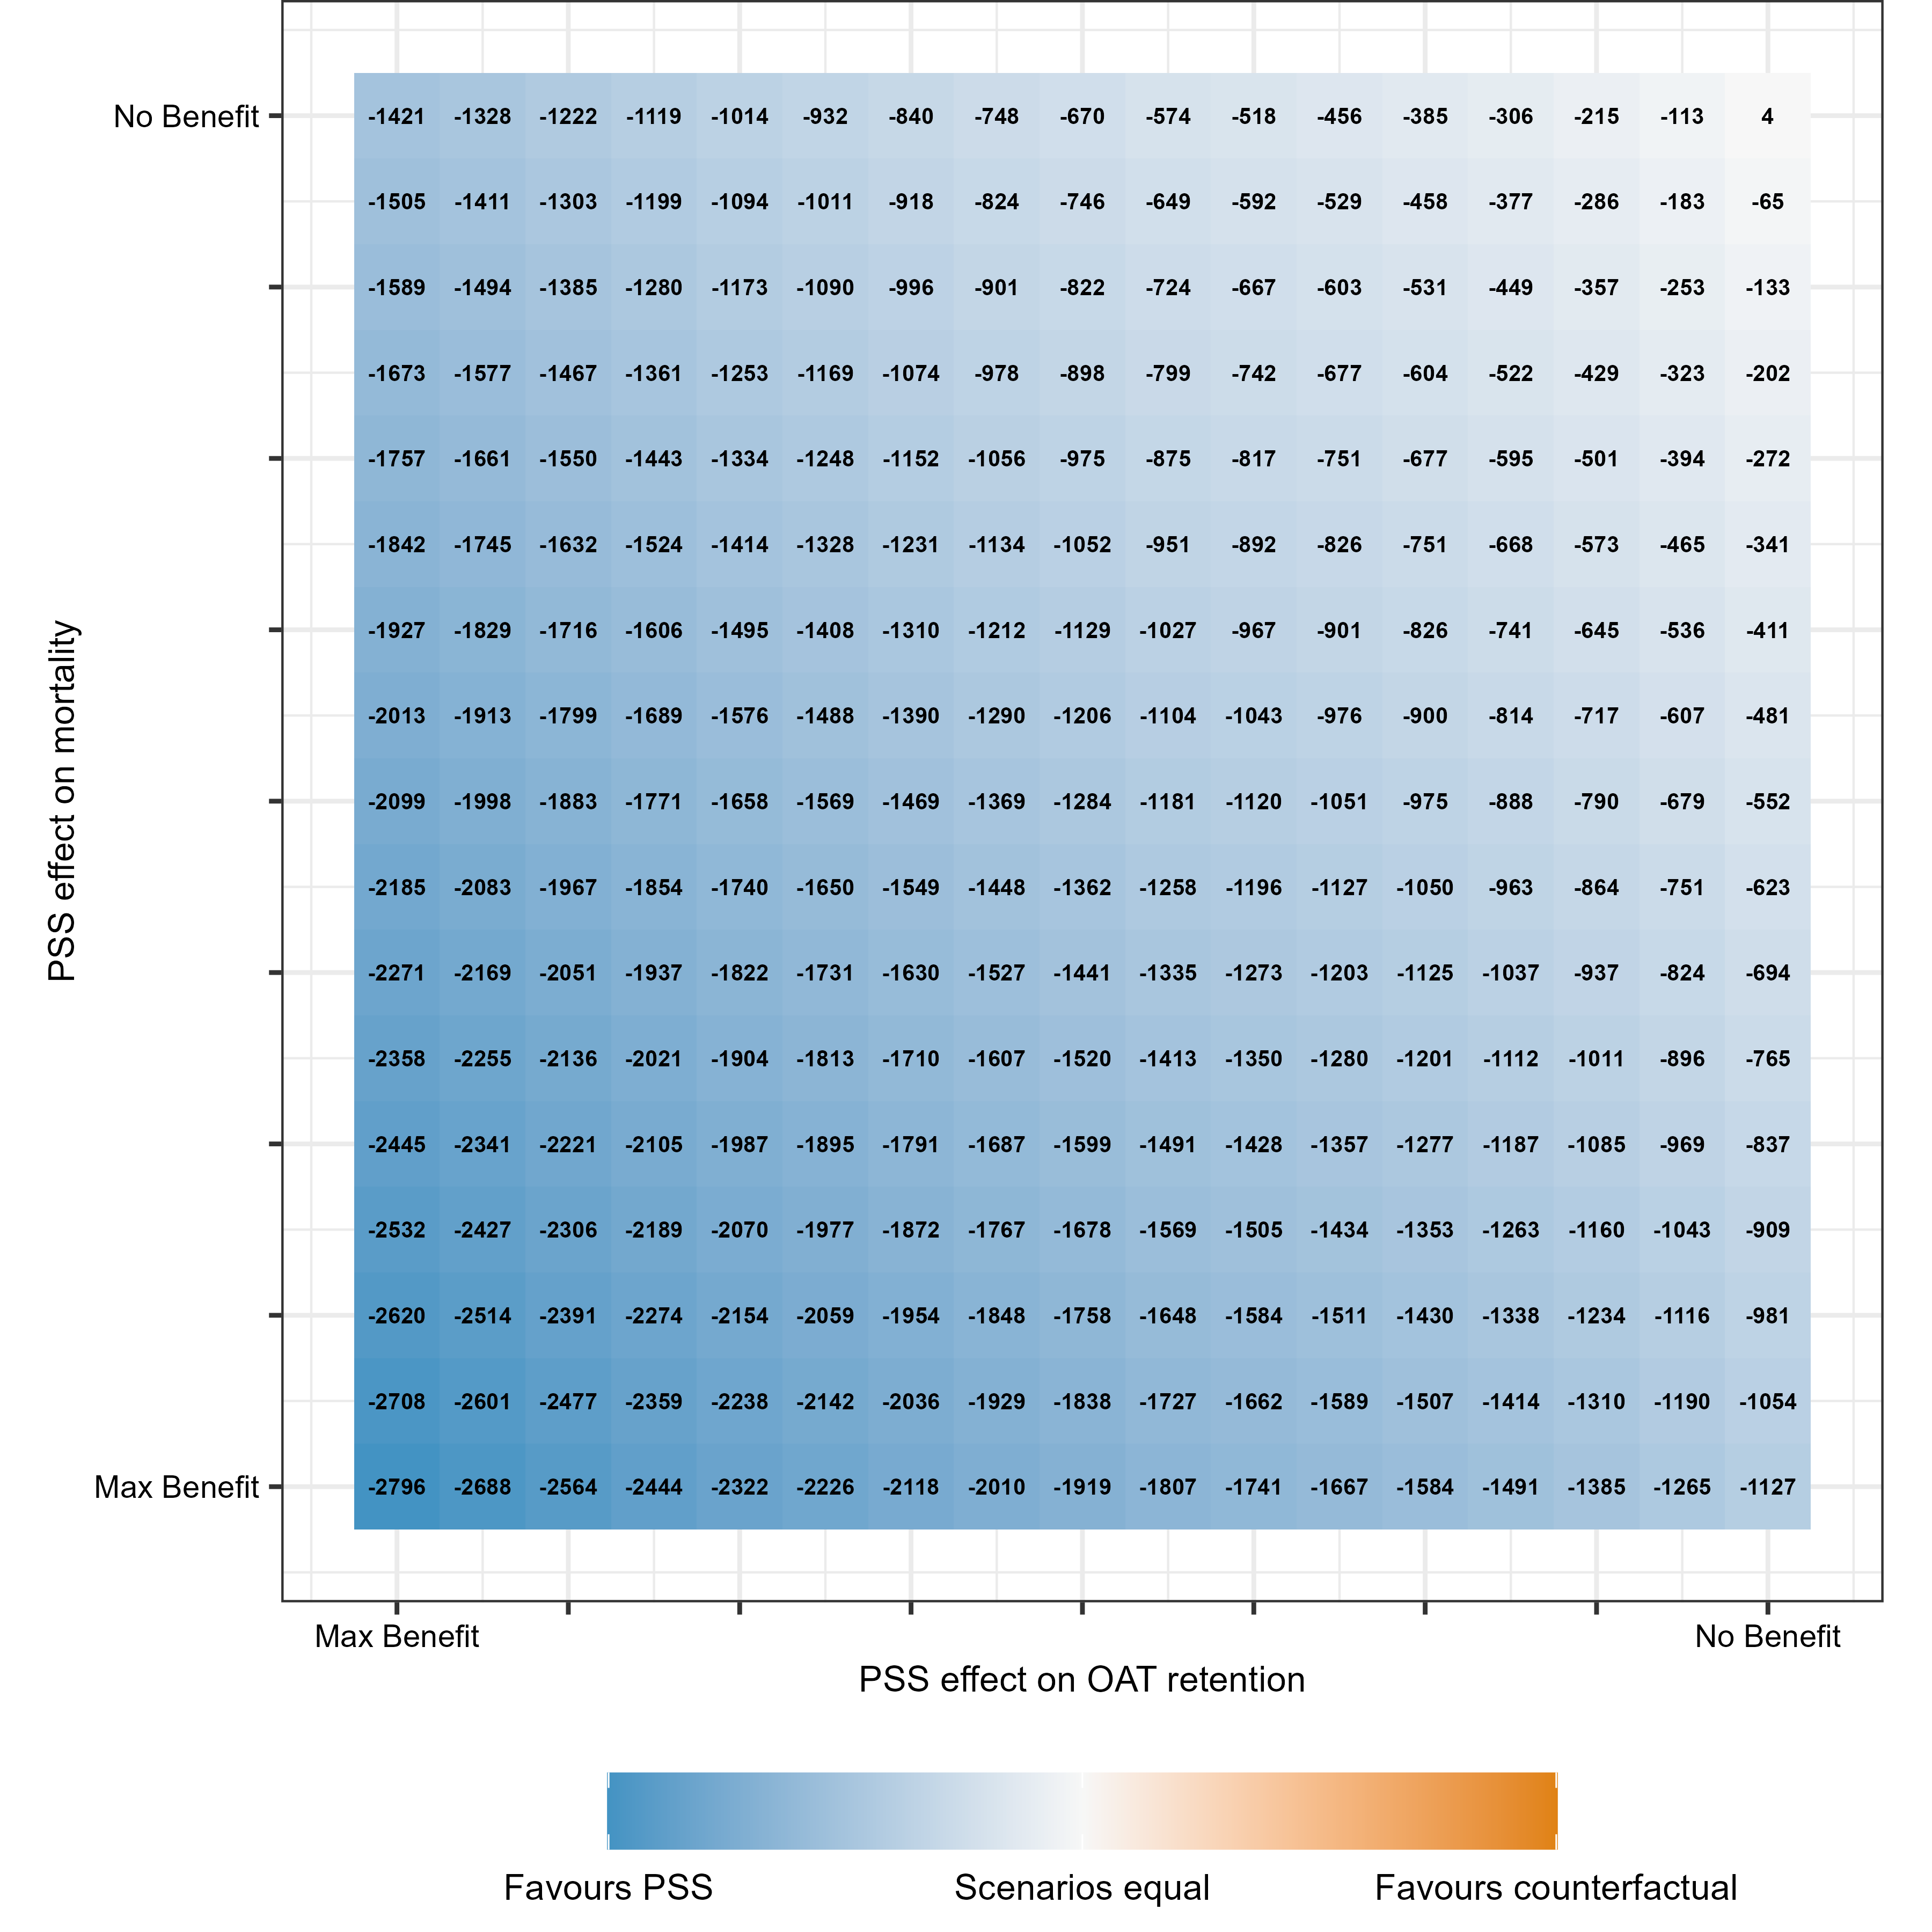 No Benefit -1421 -1328 -1222 -1119 -1014 -932 -840 -748 -670 -574 -518 -456 -385 -306 -215 -113 4
-1505 -1411 -1303 -1199 -1094 -1011 -918 -824 -746 -649 -592 -529 -458 -377 -286 -183 -65
-1589 -1494 -1385 -1280 -1173 -1090 -996 -901 -822 -724 -667 -603 -531 -449 -357 -253 -133
-1673 -1577 -1467 -1361 -1253 -1169 -1074 -978 -898 -799 -742 -677 -604 -522 -429 -323 -202
-1757 -1661 -1550 -1443 -1334 -1248 -1152 -1056 -975 -875 -817 -751 -677 -595 -501 -394 -272
-1842 -1745 -1632 -1524 -1414 -1328 -1231 -1134 -1052 -951 -892 -826 -751 -668 -573 -465 -341
-1927 -1829 -1716 -1606 -1495 -1408 -1310 -1212 -1129 -1027 -967 -901 -826 -741 -645 -536 -411
-2013 -1913 -1799 -1689 -1576 -1488 -1390 -1290 -1206 -1104 -1043 -976 -900 -814 -717 -607 -481
-2099 -1998 -1883 -1771 -1658 -1569 -1469 -1369 -1284 -1181 -1120 -1051 -975 -888 -790 -679 -552
-2185 -2083 -1967 -1854 -1740 -1650 -1549 -1448 -1362 -1258 -1196 -1127 -1050 -963 -864 -751 -623
-2271 -2169 -2051 -1937 -1822 -1731 -1630 -1527 -1441 -1335 -1273 -1203 -1125 -1037 -937 -824 -694
-2358 -2255 -2136 -2021 -1904 -1813 -1710 -1607 -1520 -1413 -1350 -1280 -1201 -1112 -1011 -896 -765
-2445 -2341 -2221 -2105 -1987 -1895 -1791 -1687 -1599 -1491 -1428 -1357 -1277 -1187 -1085 -969 -837
-2532 -2427 -2306 -2189 -2070 -1977 -1872 -1767 -1678 -1569 -1505 -1434 -1353 -1263 -1160 -1043 -909
-2620 -2514 -2391 -2274 -2154 -2059 -1954 -1848 -1758 -1648 -1584 -1511 -1430 -1338 -1234 -1116 -981
-2708 -2601 -2477 -2359 -2238 -2142 -2036 -1929 -1838 -1727 -1662 -1589 -1507 -1414 -1310 -1190 -1054
Max Benefit -2796 -2688 -2564 -2444 -2322 -2226 -2118 -2010 -1919 -1807 -1741 -1667 -1584 -1491 -1385 -1265 -1127
PSS effect on mortality
Max Benefit No Benefit
PSS effect on OAT retention
Favours PSS Scenarios equal Favours counterfactual